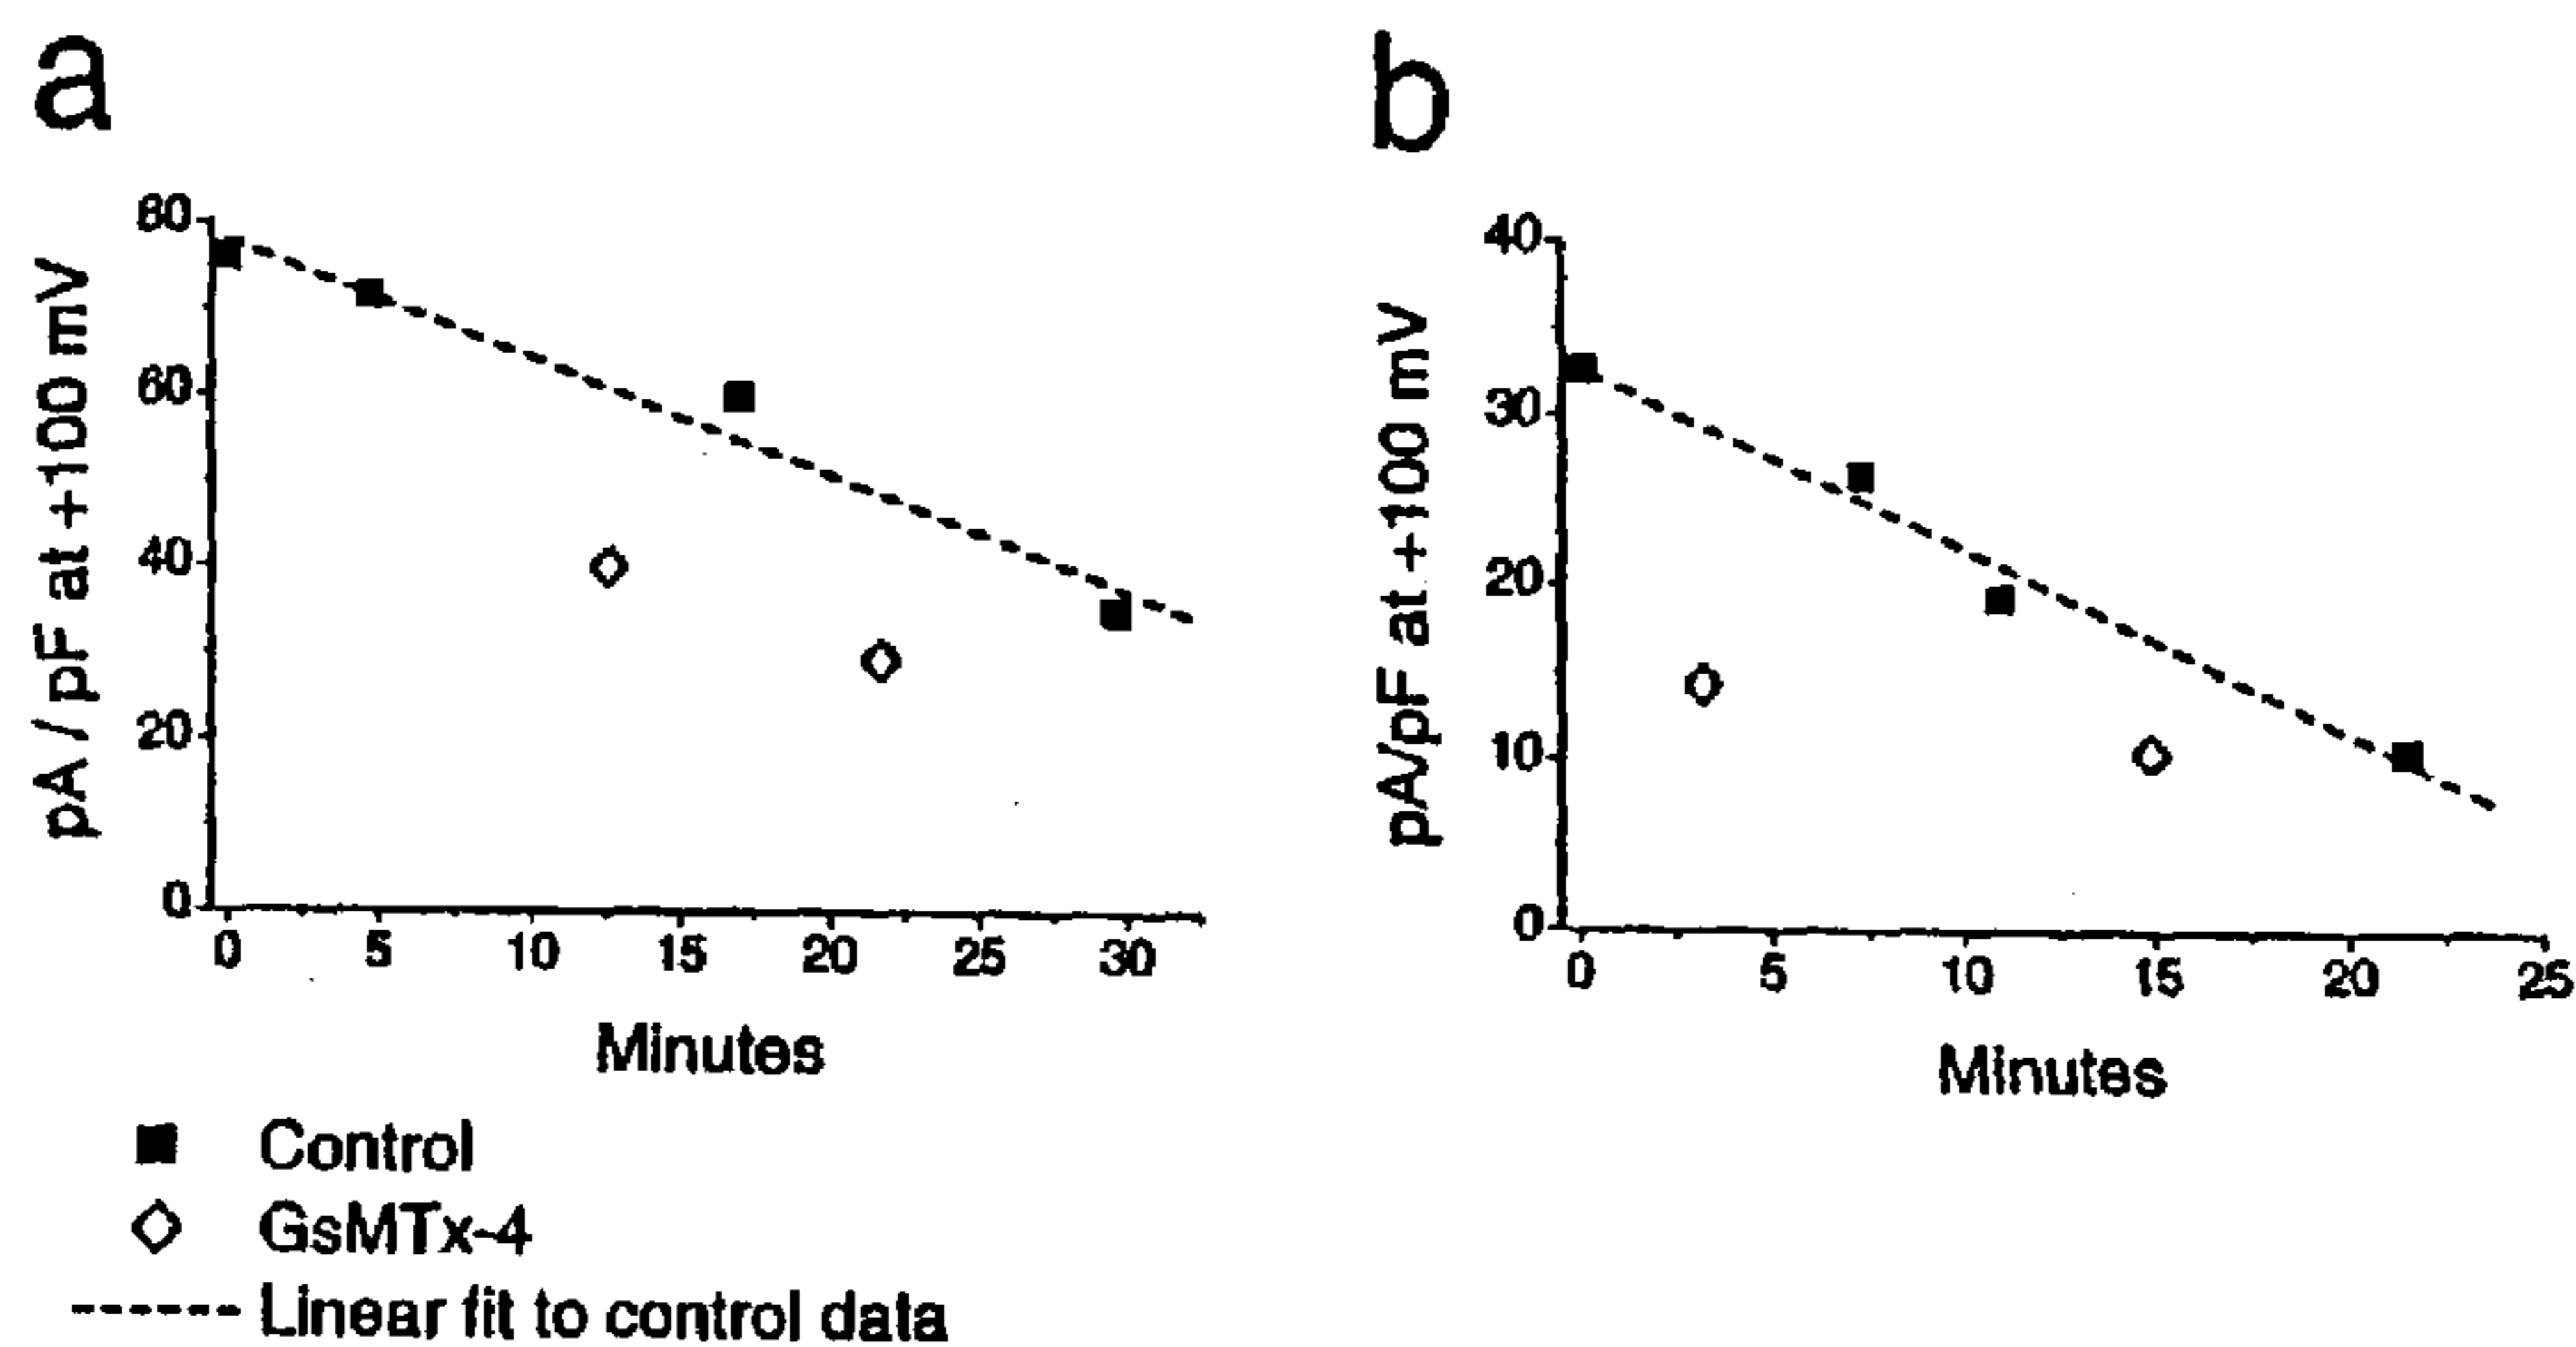 a
80
60
40
20
0
pA / pF at +100 mV
0 5 10 15 20 25 30
Minutes
b
40
30
20
10
0
pA/pF at +100 mV
0 5 10 15 20 25
Minutes
Control
GsMTx-4
Linear fit to control data